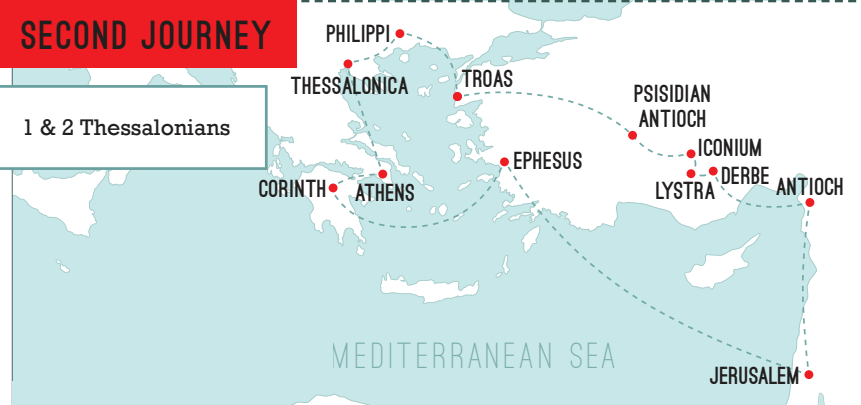 SECOND JOURNEY
1 & 2 Thessalonians
PHILIPPI
THESSALONICA
TROAS
PSISIDIAN
ANTIOCH
ICONIUM
DERBE
LYSTRA
ANTIOCH
EPHESUS
CORINTH
ATHENS
MEDITERRANEAN SEA
JERUSALEM